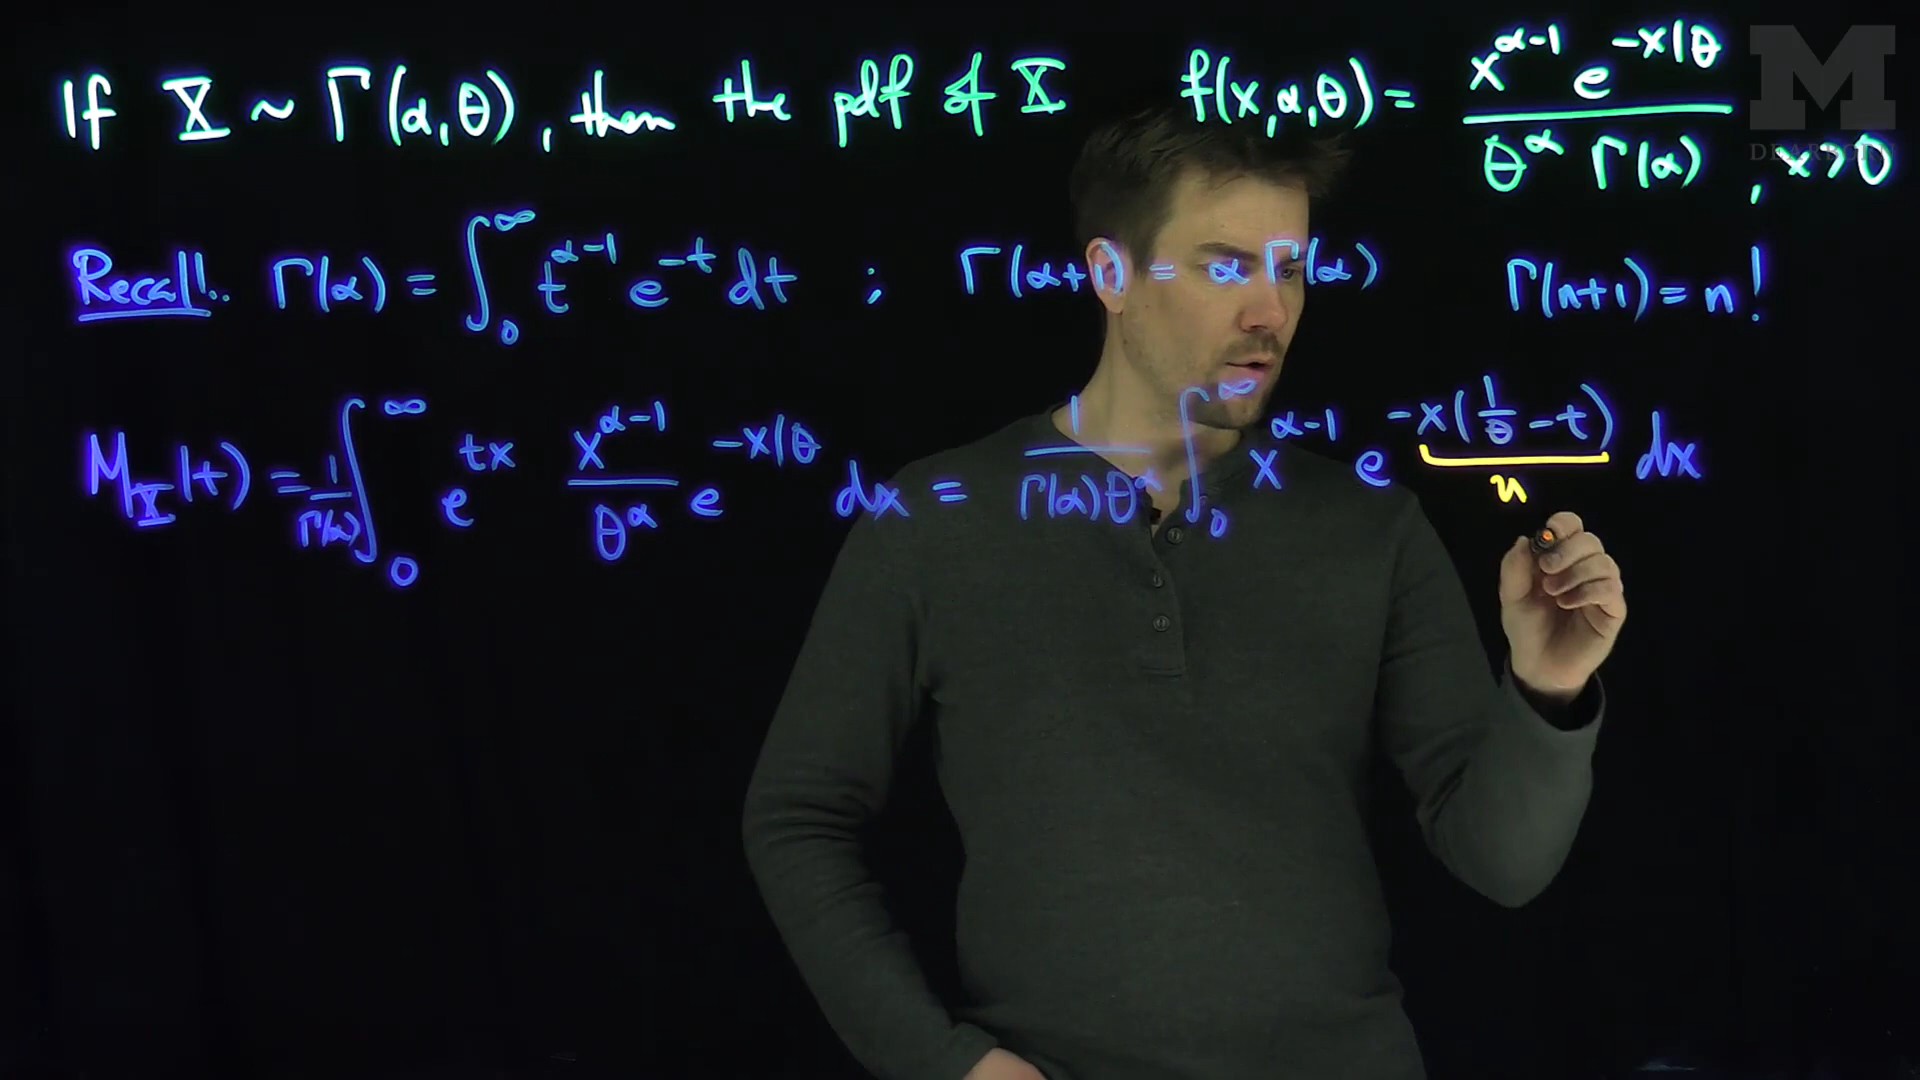 If X ~ Γ(α,θ), then the pdf of X f(x,α,θ) = x^{α-1} e^{-x/θ} / θ^α Γ(α) , x>0
M
DEARBORN
Recall: Γ(α) = ∫_0^∞ t^{α-1} e^{-t} dt ; Γ(α+1) = α Γ(α) Γ(n+1) = n!
M_X(t) = 1/Γ(α) ∫_0^∞ e^{tx} x^{α-1}/θ^α e^{-x/θ} dx = 1/Γ(α)θ^α ∫_0^∞ x^{α-1} e^{-x(1/θ - t)} dx
u